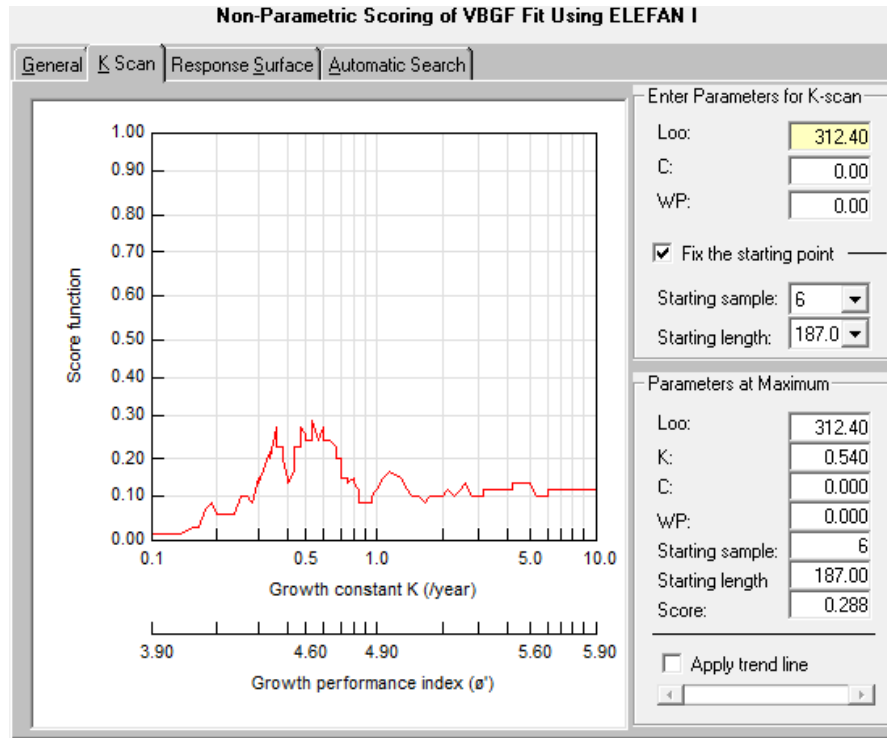 Non-Parametric Scoring of VBGF Fit Using ELEFAN I
General K Scan Response Surface Automatic Search
1.00
0.90
0.80
0.70
0.60
0.50
0.40
0.30
0.20
0.10
0.00
Score function
0.1 0.5 1.0 5.0 10.0
Growth constant K (/year)
3.90 4.60 4.90 5.60 5.90
Growth performance index (ø')
Enter Parameters for K-scan
Loo: 312.40
C: 0.00
WP: 0.00
Fix the starting point
Starting sample: 6
Starting length: 187.0
Parameters at Maximum
Loo: 312.40
K: 0.540
C: 0.000
WP: 0.000
Starting sample: 6
Starting length 187.00
Score: 0.288
Apply trend line